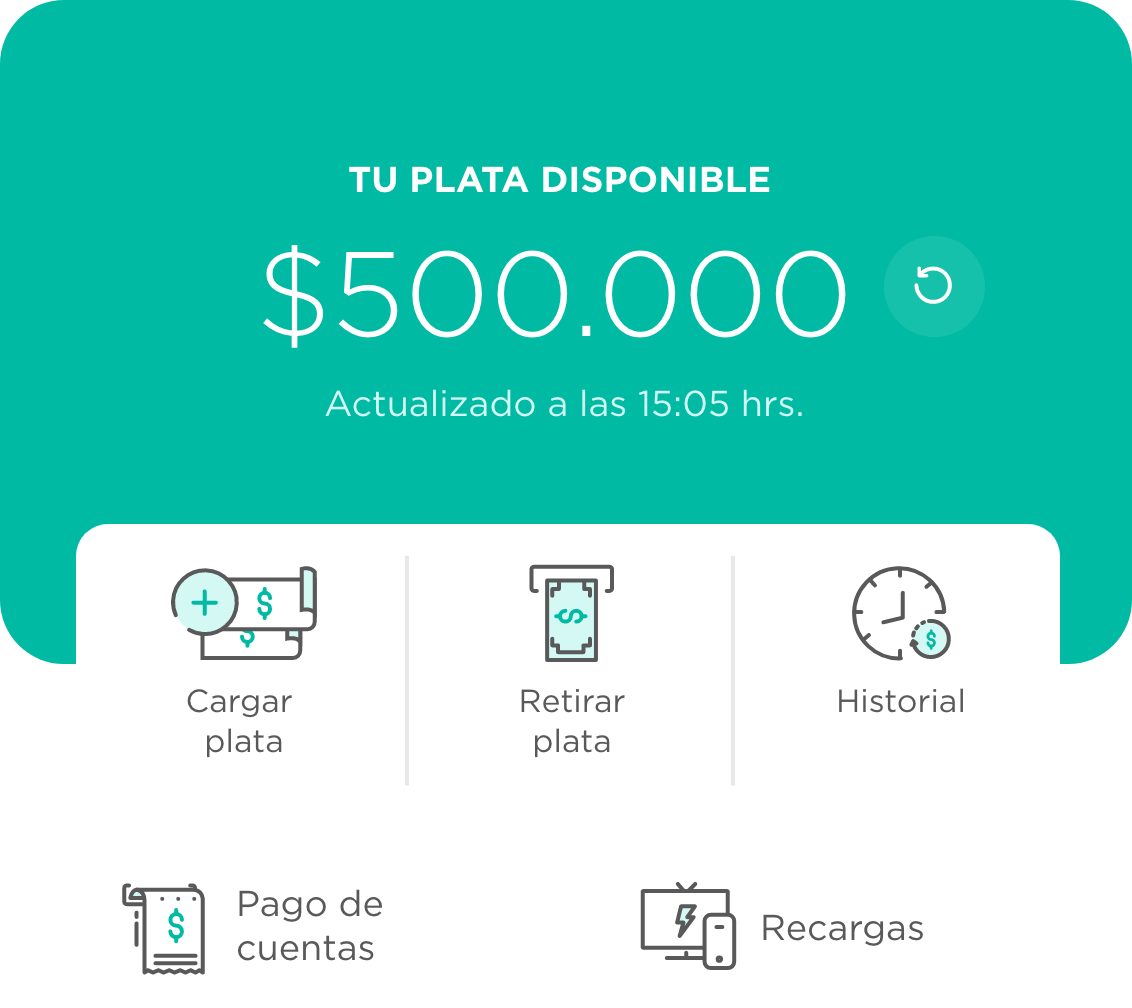 TU PLATA DISPONIBLE
$500.000
Actualizado a las 15:05 hrs.
Cargar
plata
Retirar
plata
Historial
Pago de
cuentas
Recargas